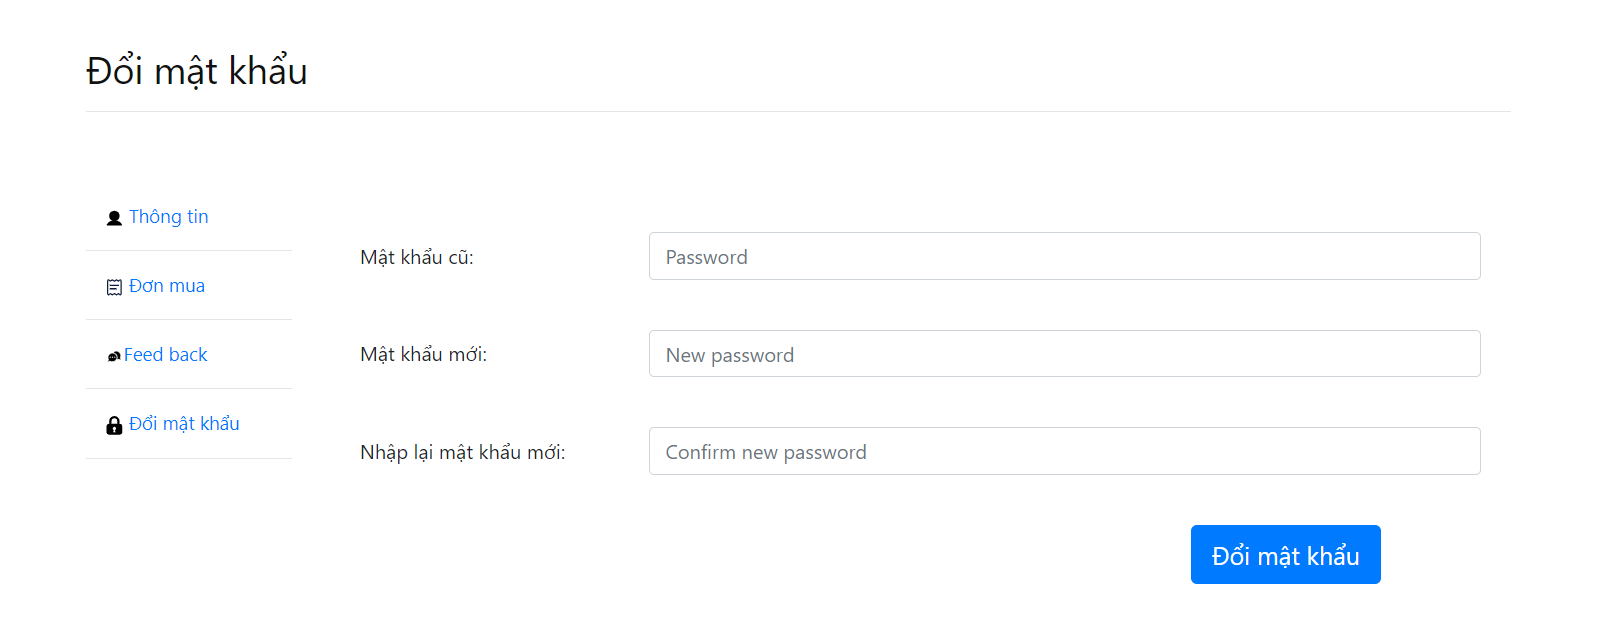 Đổi mật khẩu
Thông tin
Đơn mua
Feed back
Đổi mật khẩu
Mật khẩu cũ:
Password
Mật khẩu mới:
New password
Nhập lại mật khẩu mới:
Confirm new password
Đổi mật khẩu